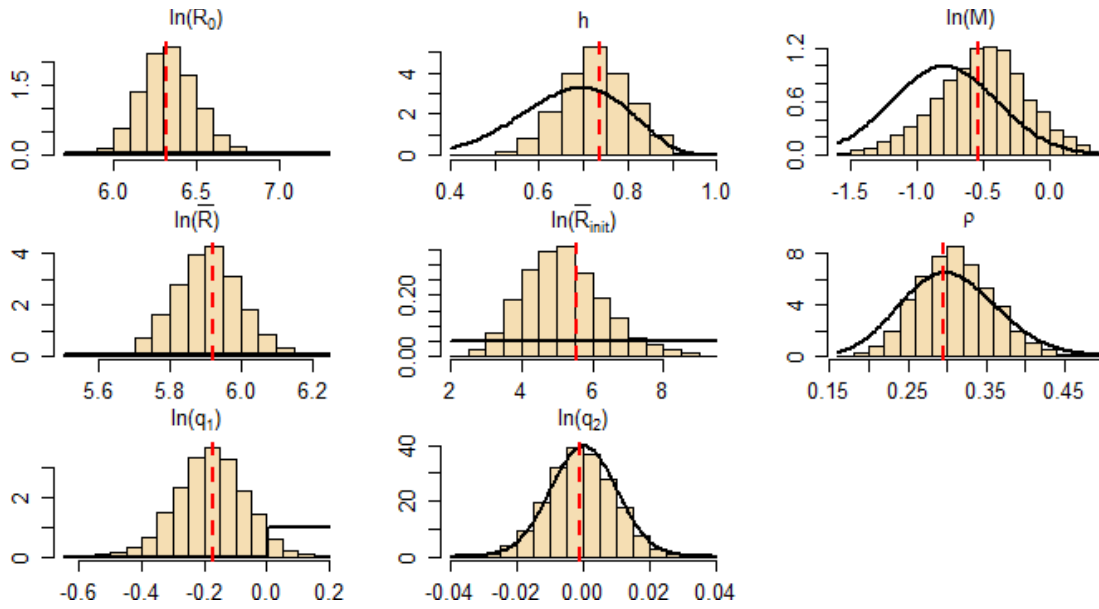 ln(R₀) h ln(M)
0.0 1.5
6.0 6.5 7.0
0 2 4
0.4 0.6 0.8 1.0
0.0 0.6 1.2
-1.5 -1.0 -0.5 0.0
ln(R̅) ln(R̅init) ρ
0 2 4
5.6 5.8 6.0 6.2
0.00 0.20
2 4 6 8
0 4 8
0.15 0.25 0.35 0.45
ln(q₁) ln(q₂)
0 2
-0.6 -0.4 -0.2 0.0 0.2
0 20 40
-0.04 -0.02 0.00 0.02 0.04